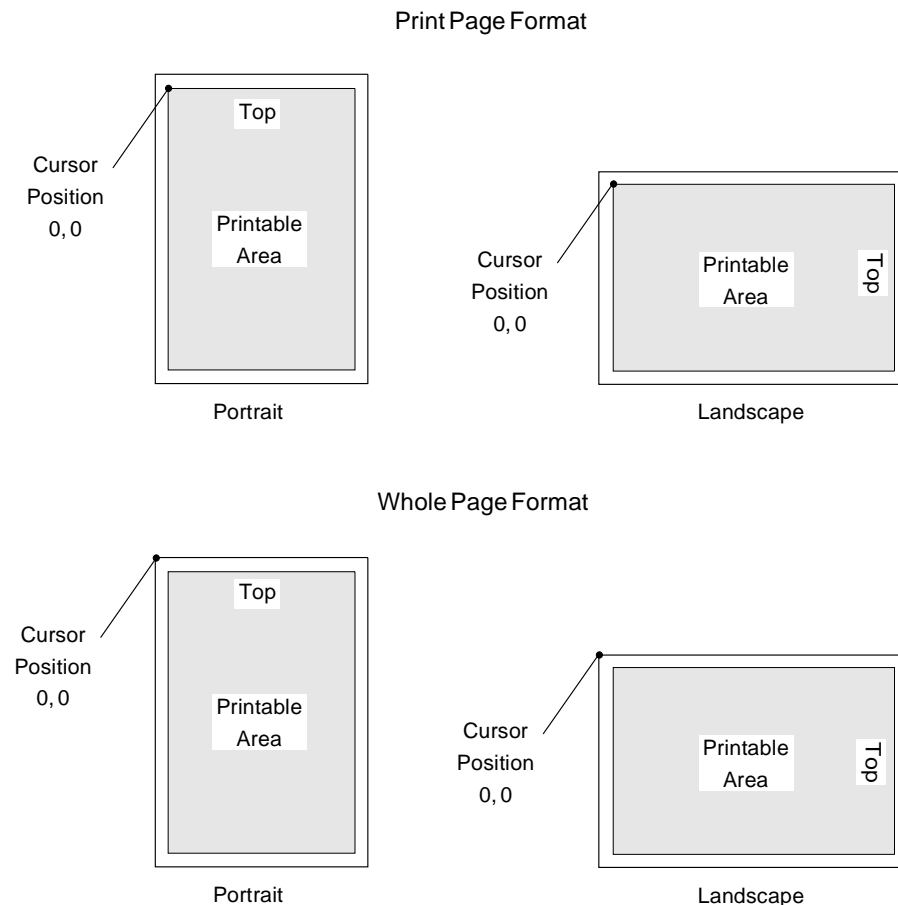 Print Page Format
Top
Cursor
Position
0, 0
Printable
Area
Portrait
Cursor
Position
0, 0
Printable
Area
Top
Landscape
Whole Page Format
Top
Cursor
Position
0, 0
Printable
Area
Portrait
Cursor
Position
0, 0
Printable
Area
Top
Landscape